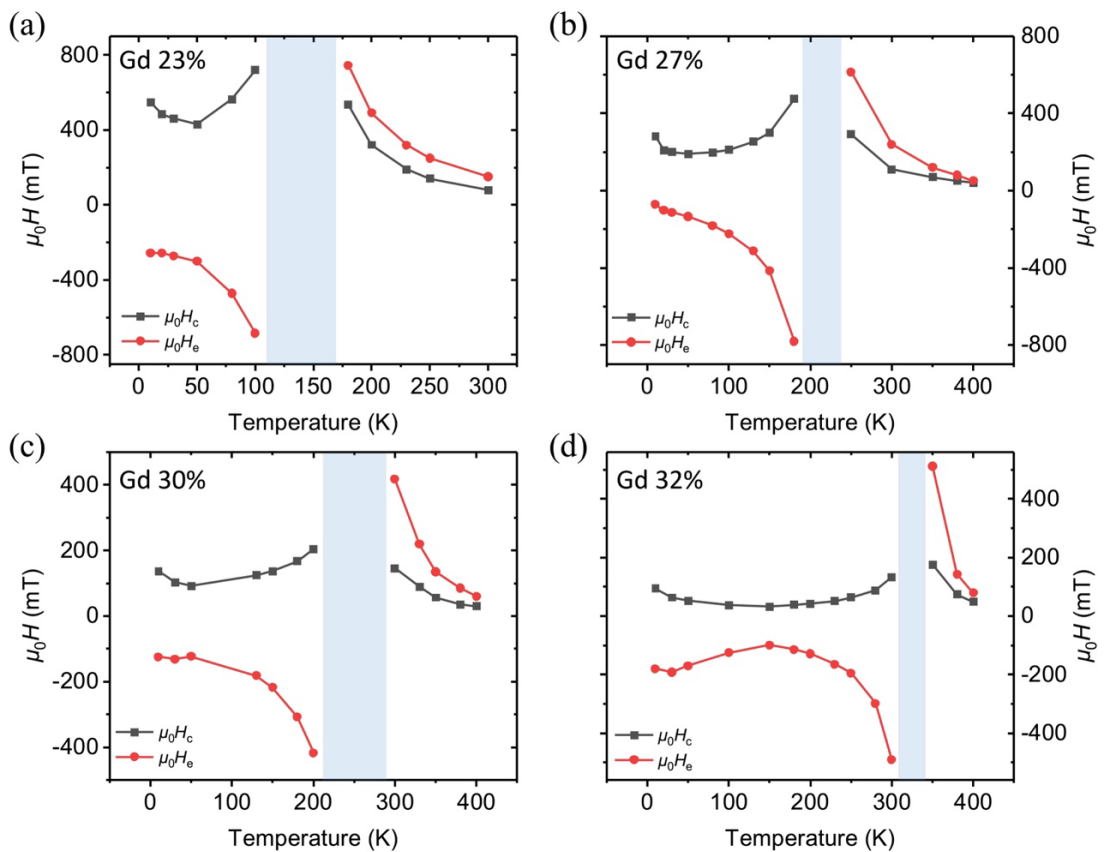 (a)
Gd 23%
800
400
0
-400
-800
μ₀H (mT)
μ₀Hc
μ₀He
0 50 100 150 200 250 300
Temperature (K)
(b)
Gd 27%
800
400
0
-400
-800
μ₀H (mT)
μ₀Hc
μ₀He
0 100 200 300 400
Temperature (K)
(c)
Gd 30%
400
200
0
-200
-400
μ₀H (mT)
μ₀Hc
μ₀He
0 100 200 300 400
Temperature (K)
(d)
Gd 32%
400
200
0
-200
-400
μ₀H (mT)
μ₀Hc
μ₀He
0 100 200 300 400
Temperature (K)